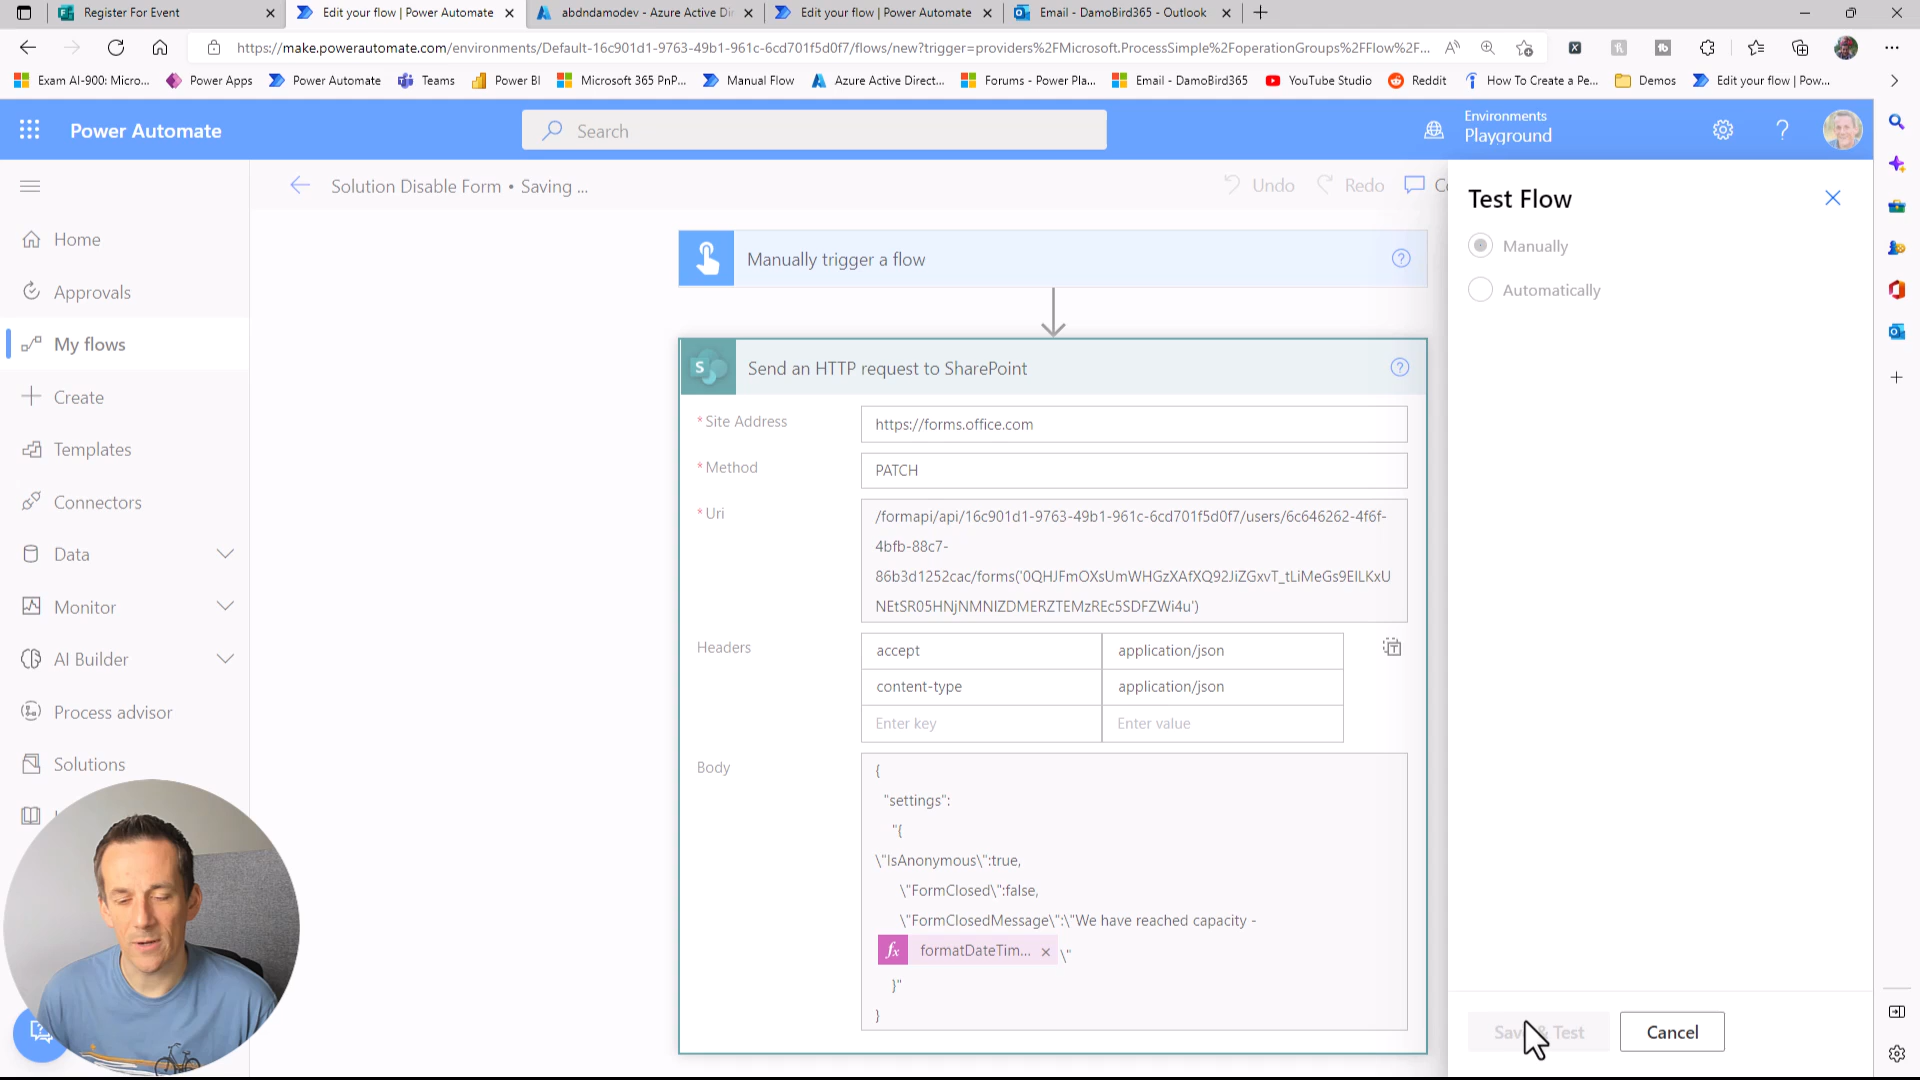 Register For Event
Edit your flow | Power Automate
abdndamodev - Azure Active Dir
Edit your flow | Power Automate
Email - DamoBird365 - Outlook
https://make.powerautomate.com/environments/Default-16c901d1-9763-49b1-961c-6cd701f5d0f7/flows/new?trigger=providers%2FMicrosoft.ProcessSimple%2FoperationGroups%2FFlow%2F...
Exam AI-900: Micro...
Power Apps
Power Automate
Teams
Power BI
Microsoft 365 PnP...
Manual Flow
Azure Active Direct...
Forums - Power Pla...
Email - DamoBird365
YouTube Studio
Reddit
How To Create a Pe...
Demos
Edit your flow | Pow...
Power Automate
Search
Environments
Playground
Solution Disable Form • Saving ...
Undo
Redo
Test Flow
Manually
Automatically
Home
Approvals
My flows
Create
Templates
Connectors
Data
Monitor
AI Builder
Process advisor
Solutions
Manually trigger a flow
Send an HTTP request to SharePoint
* Site Address
https://forms.office.com
* Method
PATCH
* Uri
/formapi/api/16c901d1-9763-49b1-961c-6cd701f5d0f7/users/6c646262-4f6f-
4bfb-88c7-
86b3d1252cac/forms('0QHJFmOXsUmWHGzXAfXQ92JiZGxvT_tLiMeGs9EILKxU
NEtSR05HNjNMNIZDMERZTEMzREc5SDFZWi4u')
Headers
accept
application/json
content-type
application/json
Enter key
Enter value
Body
{
"settings":
"{
\"IsAnonymous\":true,
\"FormClosed\":false,
\"FormClosedMessage\":\"We have reached capacity -
fx formatDateTim... × \"
}"
}
Save & Test
Cancel